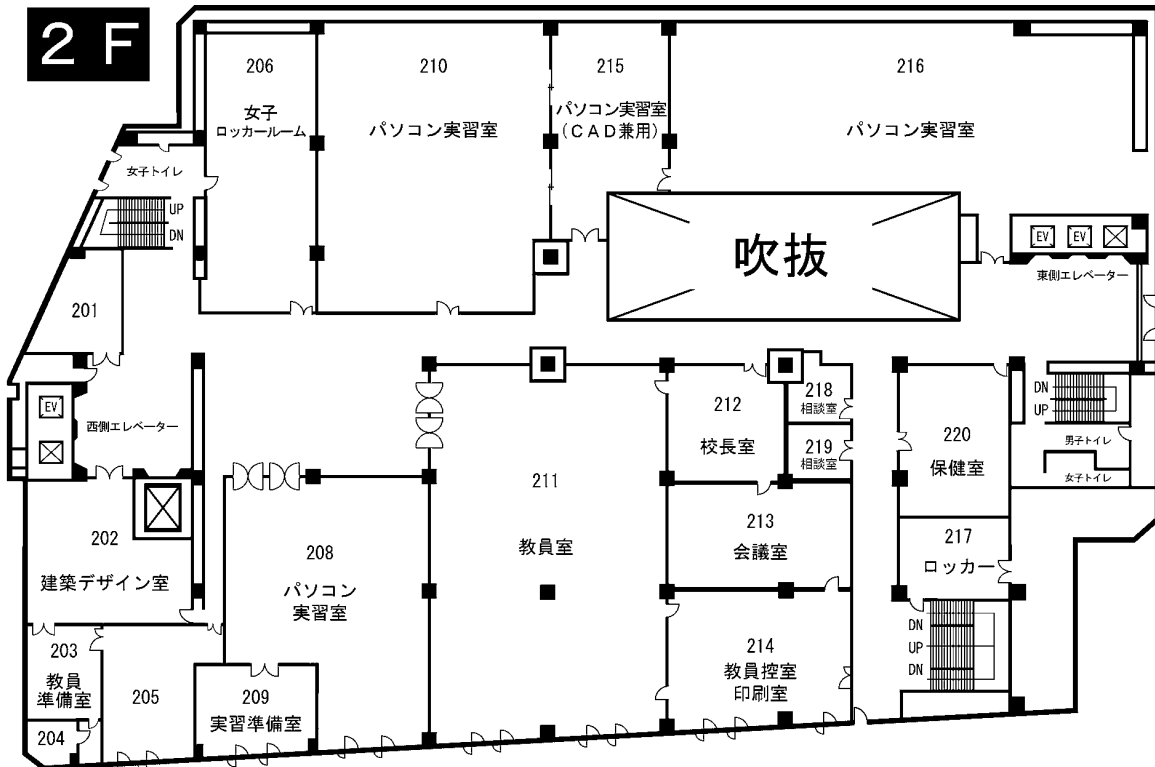 2 F
206
女子
ロッカールーム
210
パソコン実習室
215
パソコン実習室
(CAD兼用)
216
パソコン実習室
女子トイレ
UP
DN
吹抜
EV
EV
東側エレベーター
201
EV
西側エレベーター
202
建築デザイン室
208
パソコン
実習室
211
教員室
212
校長室
218
相談室
219
相談室
220
保健室
DN
UP
男子トイレ
女子トイレ
213
会議室
217
ロッカー
DN
UP
DN
203
教員
準備室
204
205
209
実習準備室
214
教員控室
印刷室